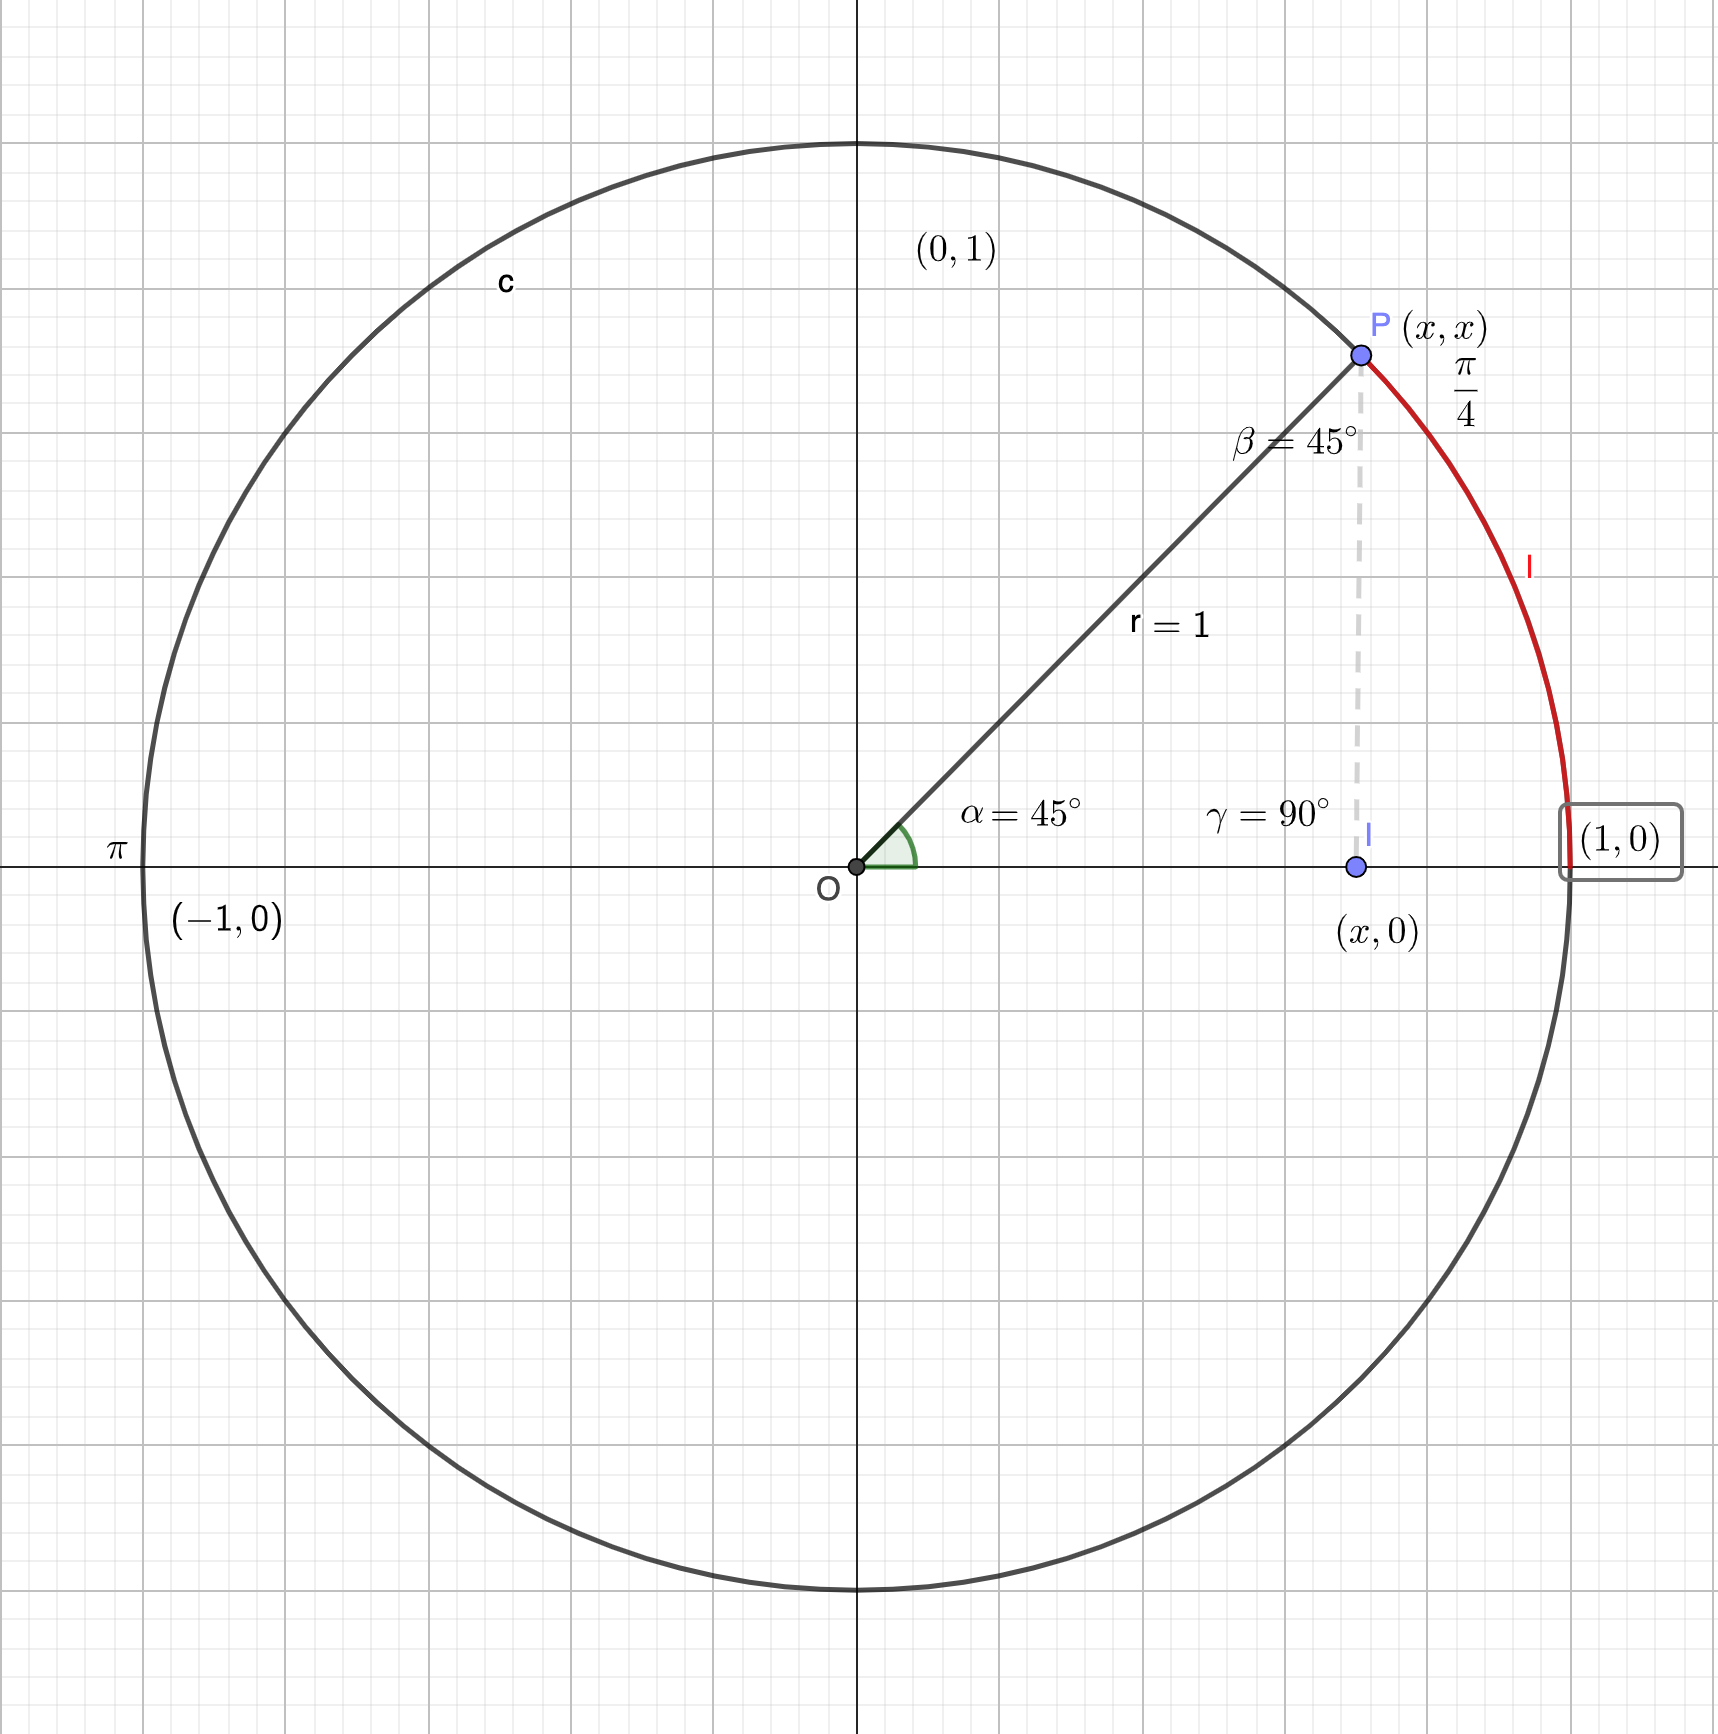 (0, 1)
c
P (x, x)
π/4
β = 45°
l
r = 1
α = 45°
γ = 90°
I
(1, 0)
π
O
(−1, 0)
(x, 0)